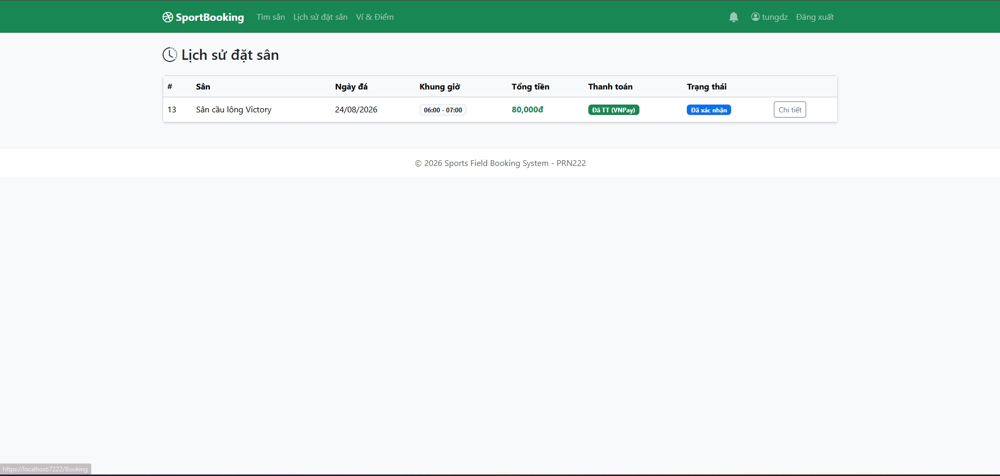 SportBooking Tìm sân Lịch sử đặt sân Ví & Điểm tungdz Đăng xuất
Lịch sử đặt sân
# Sân Ngày đá Khung giờ Tổng tiền Thanh toán Trạng thái
13 Sân cầu lông Victory 24/08/2026 06:00 - 07:00 80,000đ Đã TT (VNPay) Đã xác nhận Chi tiết
© 2026 Sports Field Booking System - PRN222
https://localhost:7222/Booking